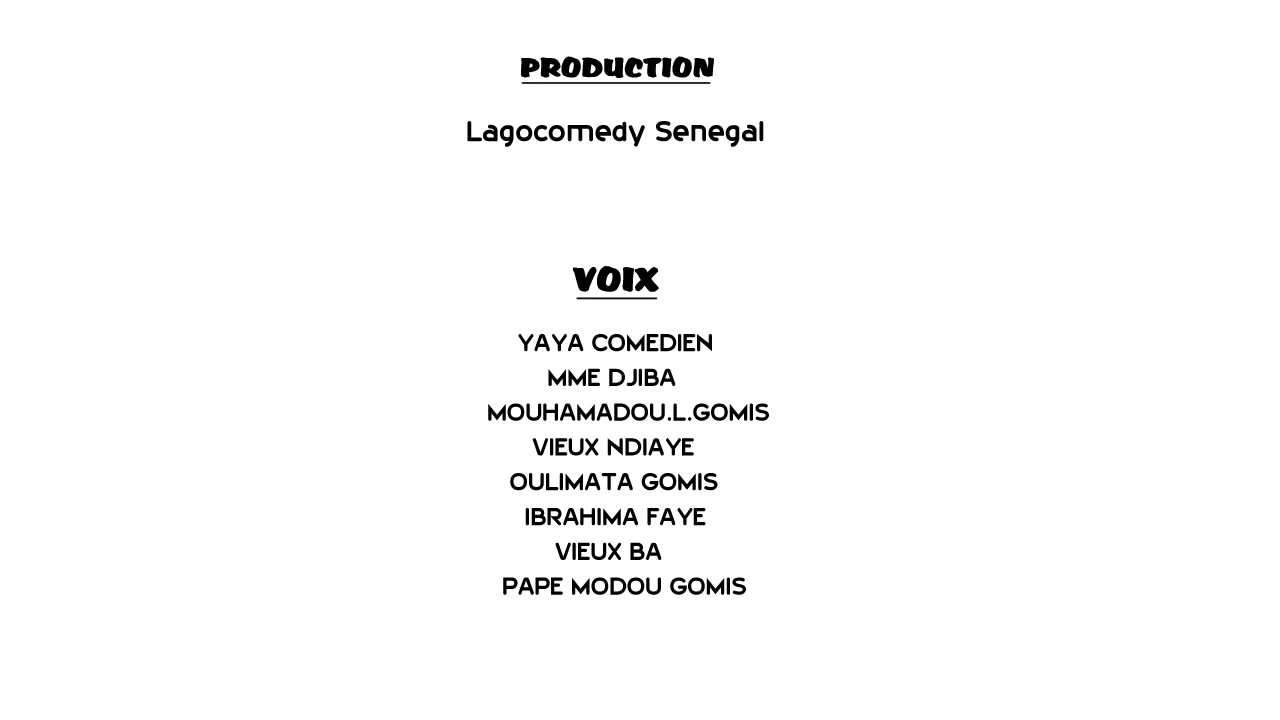 PRODUCTION
Lagocomedy Senegal
VOIX
YAYA COMEDIEN
MME DJIBA
MOUHAMADOU.L.GOMIS
VIEUX NDIAYE
OULIMATA GOMIS
IBRAHIMA FAYE
VIEUX BA
PAPE MODOU GOMIS